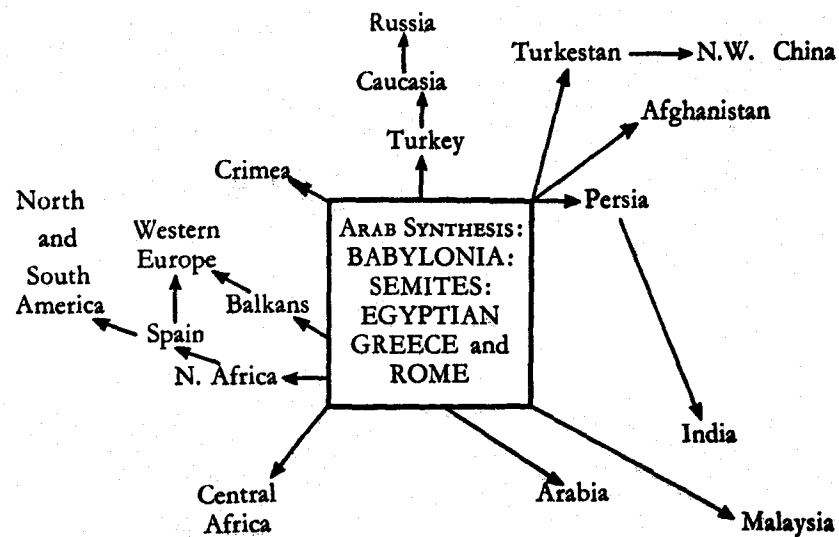 Russia
Turkestan
N.W. China
Caucasia
Afghanistan
Turkey
Crimea
North
and
South
America
Western
Europe
Persia
ARAB SYNTHESIS:
BABYLONIA:
SEMITES:
EGYPTIAN
GREECE and
ROME
Balkans
Spain
N. Africa
India
Central
Africa
Arabia
Malaysia